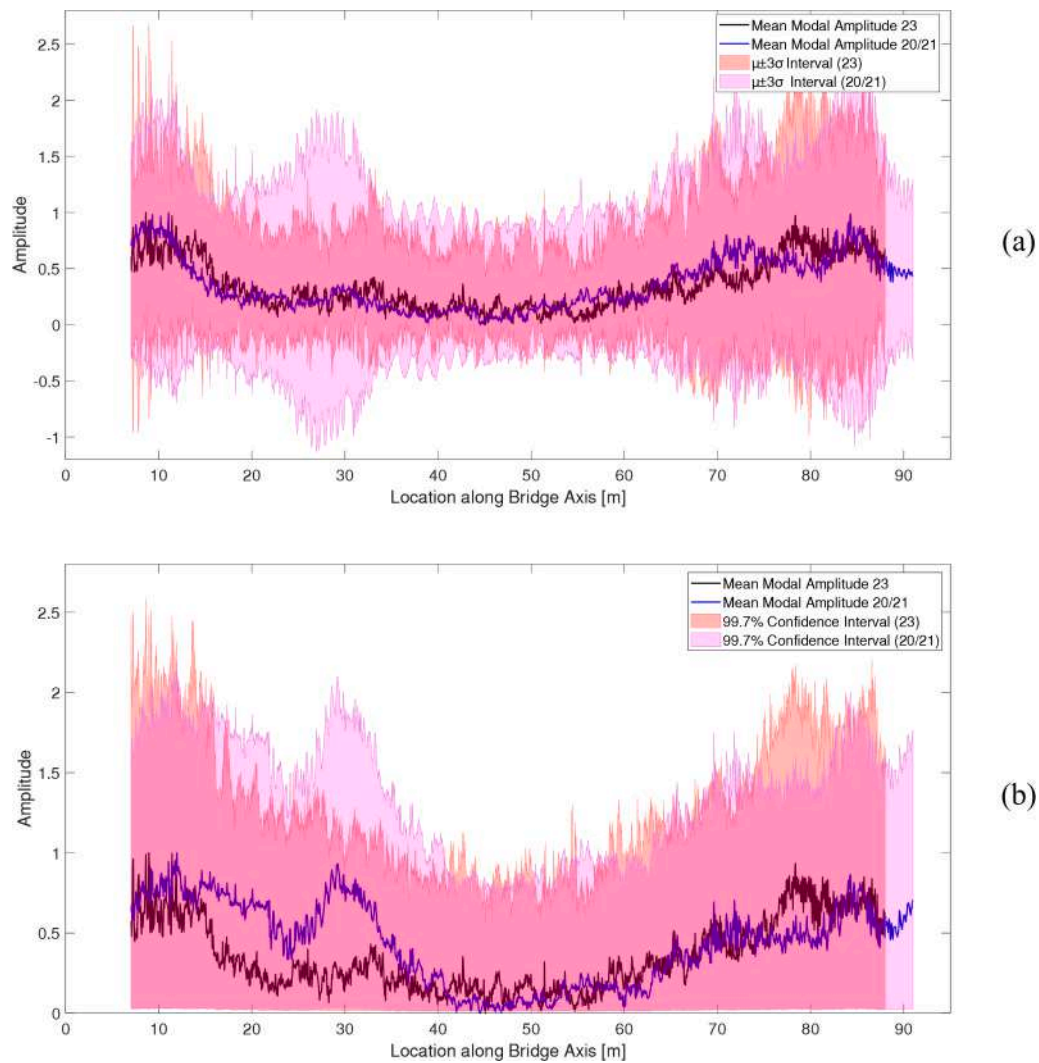 Mean Modal Amplitude 23
Mean Modal Amplitude 20/21
μ±3σ Interval (23)
μ±3σ Interval (20/21)
2.5
2
1.5
1
0.5
0
-0.5
-1
Amplitude
(a)
0 10 20 30 40 50 60 70 80 90
Location along Bridge Axis [m]
Mean Modal Amplitude 23
Mean Modal Amplitude 20/21
99.7% Confidence Interval (23)
99.7% Confidence Interval (20/21)
2.5
2
1.5
1
0.5
0
Amplitude
(b)
0 10 20 30 40 50 60 70 80 90
Location along Bridge Axis [m]